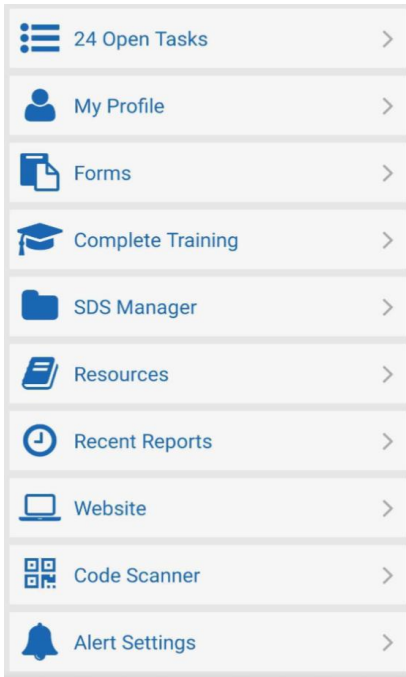 24 Open Tasks
My Profile
Forms
Complete Training
SDS Manager
Resources
Recent Reports
Website
Code Scanner
Alert Settings